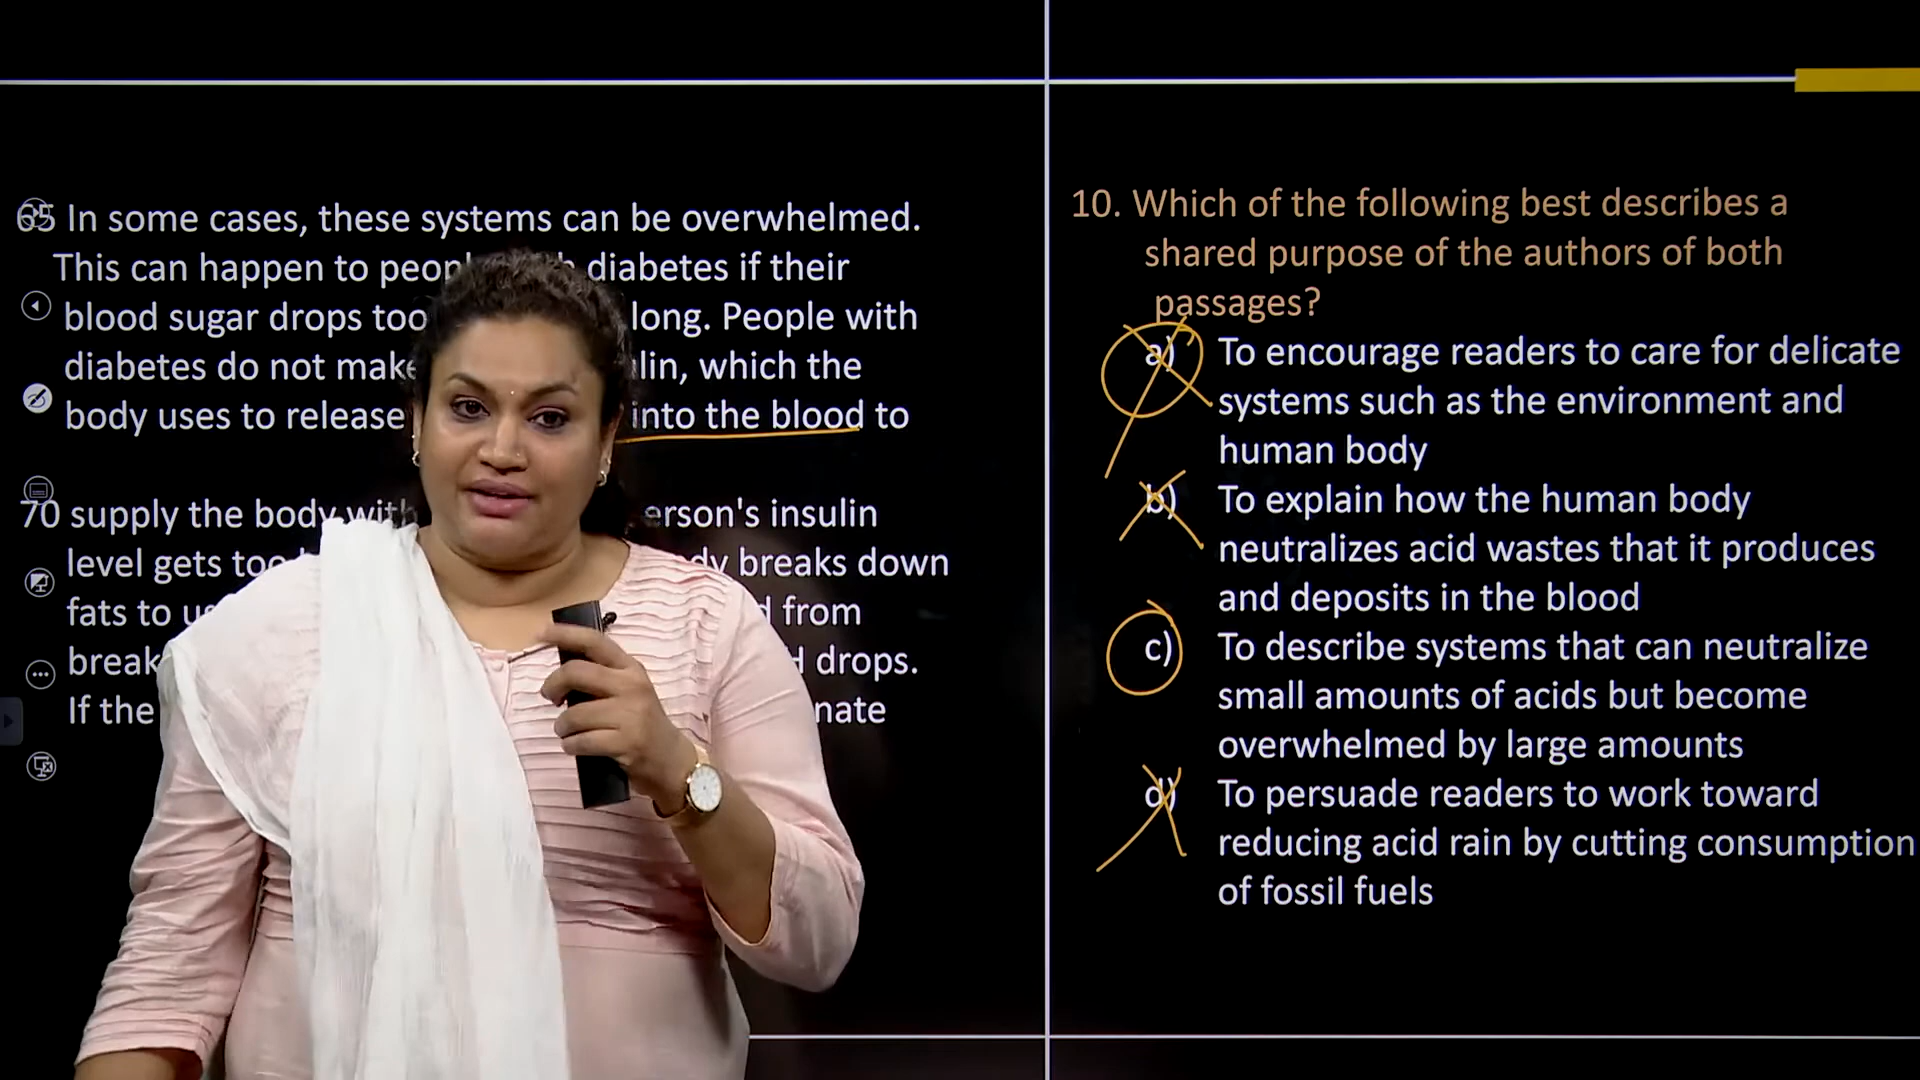 65 In some cases, these systems can be overwhelmed.
This can happen to diabetes if their
blood sugar drops too long. People with
diabetes do not make which the
body uses to release into the blood to
70 supply the body with insulin
level gets too breaks down
fats to from
drops.
If the
10. Which of the following best describes a
shared purpose of the authors of both
passages?
a) To encourage readers to care for delicate
systems such as the environment and
human body
b) To explain how the human body
neutralizes acid wastes that it produces
and deposits in the blood
c) To describe systems that can neutralize
small amounts of acids but become
overwhelmed by large amounts
d) To persuade readers to work toward
reducing acid rain by cutting consumption
of fossil fuels